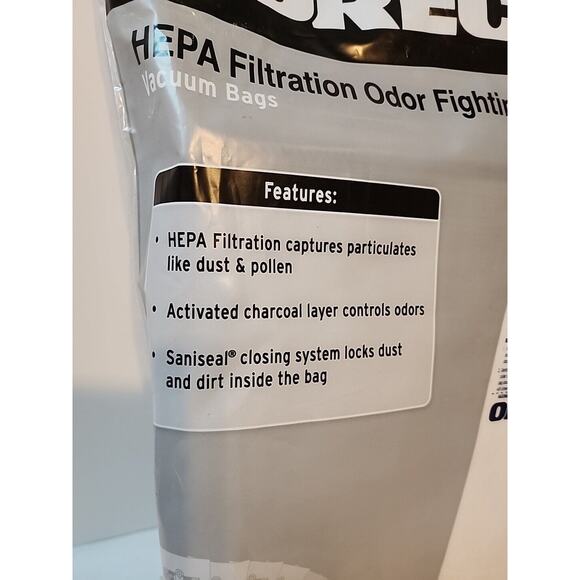 HEPA Filtration Odor
Vacuum Bags
Features:
• HEPA Filtration captures particulates
like dust & pollen
• Activated charcoal layer controls odors
• Saniseal® closing system locks dust
and dirt inside the bag